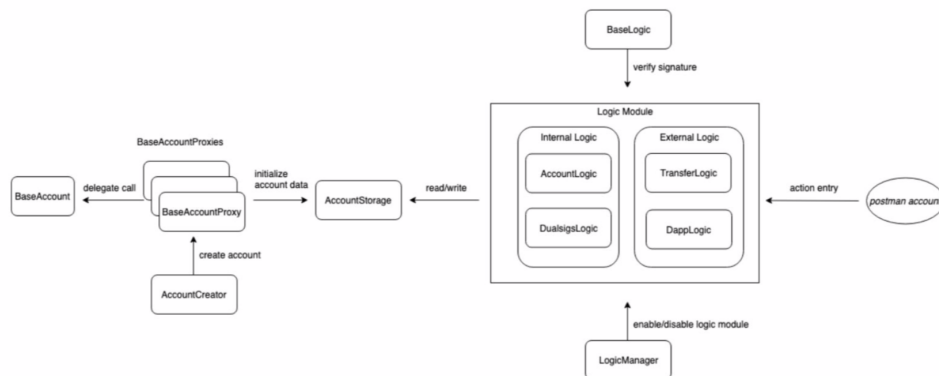 BaseLogic
verify signature
Logic Module
Internal Logic
External Logic
BaseAccountProxies
BaseAccount
delegate call
BaseAccountProxy
initialize
account data
AccountStorage
read/write
AccountLogic
TransferLogic
DualsigsLogic
DappLogic
action entry
postman account
create account
AccountCreator
enable/disable logic module
LogicManager